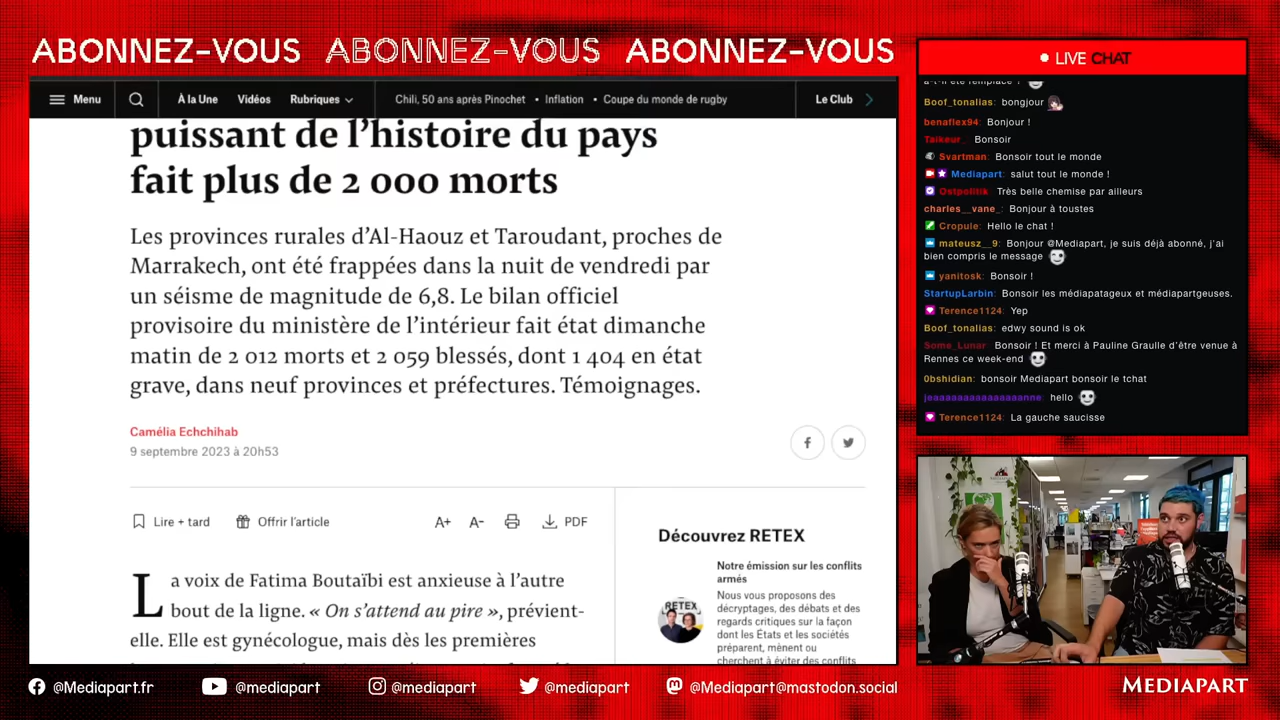 ABONNEZ-VOUS ABONNEZ-VOUS ABONNEZ-VOUS
Menu
À la Une Vidéos Rubriques
Chili, 50 ans après Pinochet • Inflation • Coupe du monde de rugby
Le Club
puissant de l’histoire du pays
fait plus de 2 000 morts
Les provinces rurales d’Al-Haouz et Taroudant, proches de
Marrakech, ont été frappées dans la nuit de vendredi par
un séisme de magnitude de 6,8. Le bilan officiel
provisoire du ministère de l’intérieur fait état dimanche
matin de 2 012 morts et 2 059 blessés, dont 1 404 en état
grave, dans neuf provinces et préfectures. Témoignages.
Camélia Echchihab
9 septembre 2023 à 20h53
Lire + tard Offrir l’article A+ A- PDF
La voix de Fatima Boutaïbi est anxieuse à l’autre
bout de la ligne. « On s’attend au pire », prévient-
elle. Elle est gynécologue, mais dès les premières
Découvrez RETEX
Notre émission sur les conflits
armés
RETEX
Nous vous proposons des
décryptages, des débats et des
regards critiques sur la façon
dont les États et les sociétés
préparent, mènent ou
cherchent à éviter des conflits
LIVE CHAT
a-t-il été remplacé ?
Boof_tonalias: bongjour
benaflex94: Bonjour !
Taikeur_ Bonsoir
Svartman: Bonsoir tout le monde
Mediapart: salut tout le monde !
Ostpolitik Très belle chemise par ailleurs
charles__vane_: Bonjour à toustes
Cropule: Hello le chat !
mateusz__9: Bonjour @Mediapart, je suis déjà abonné, j’ai
bien compris le message
yanitosk: Bonsoir !
StartupLarbin: Bonsoir les médiapatageux et médiapartgeuses.
Terence1124: Yep
Boof_tonalias: edwy sound is ok
Some_Lunar: Bonsoir ! Et merci à Pauline Graulle d’être venue à
Rennes ce week-end
0bshidian: bonsoir Mediapart bonsoir le tchat
hello
Terence1124: La gauche saucisse
@Mediapart.fr @mediapart @mediapart @mediapart @Mediapart@mastodon.social
MEDIAPART